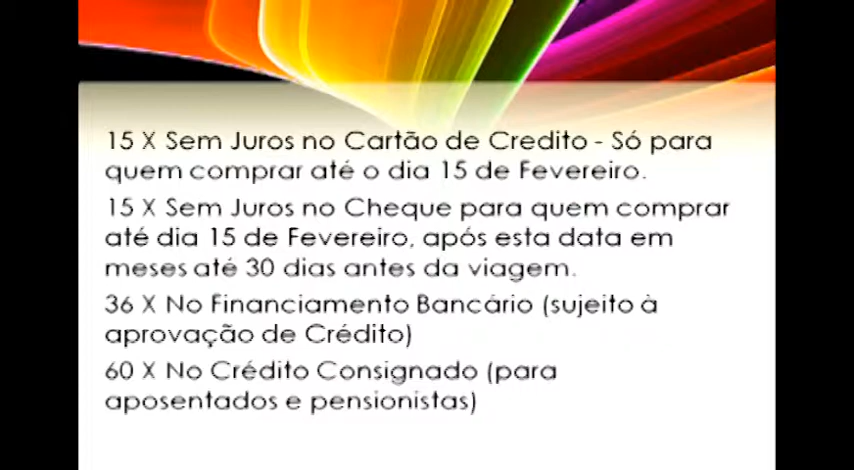 15 X Sem Juros no Cartão de Credito - Só para
quem comprar até o dia 15 de Fevereiro.
15 X Sem Juros no Cheque para quem comprar
até dia 15 de Fevereiro, após esta data em
meses até 30 dias antes da viagem.
36 X No Financiamento Bancário (sujeito à
aprovação de Crédito)
60 X No Crédito Consignado (para
aposentados e pensionistas)